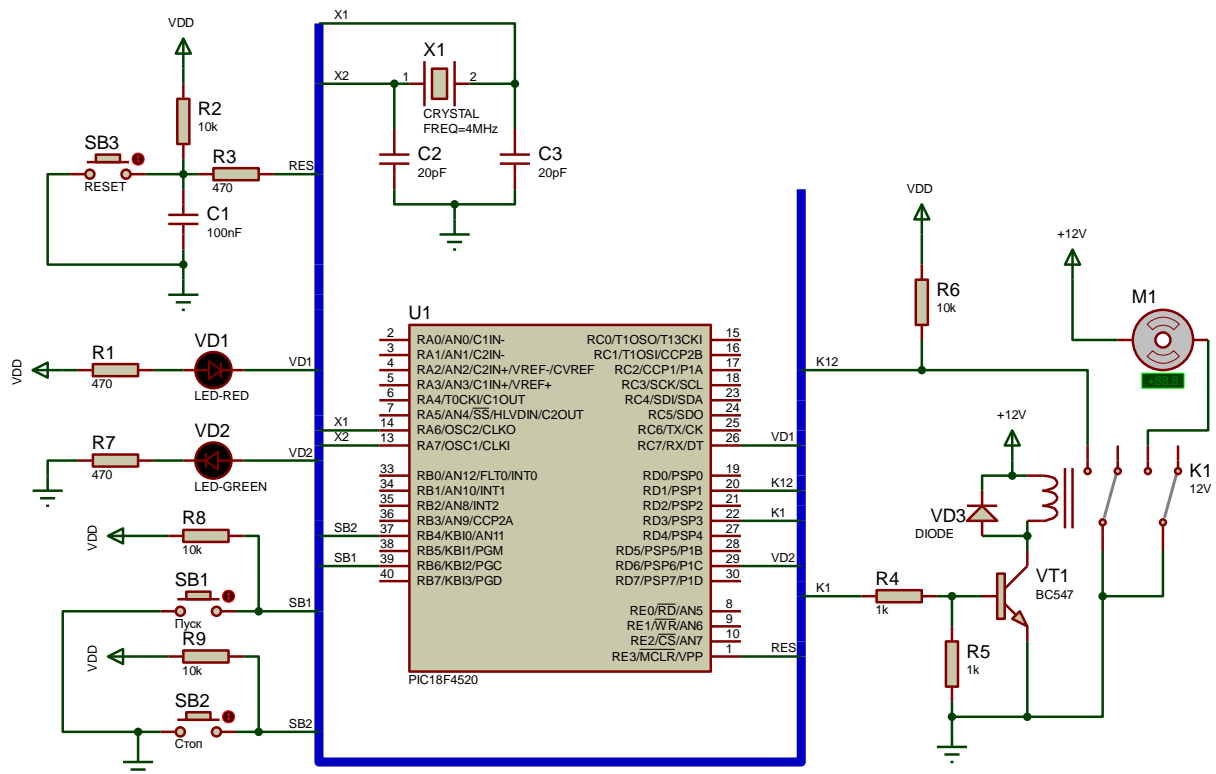 X1
VDD
X2
X1
1
2
CRYSTAL
FREQ=4MHz
R2
10k
SB3
RESET
R3
470
RES
C1
100nF
C2
20pF
C3
20pF
VDD
R6
10k
+12V
M1
+88.8
VDD
R1
470
VD1
LED-RED
VD1
R7
470
VD2
LED-GREEN
VD2
VDD
R8
10k
SB1
Пуск
SB1
VDD
R9
10k
SB2
Стоп
SB2
X1
X2
SB2
SB1
U1
2 RA0/AN0/C1IN- RC0/T1OSO/T13CKI 15
3 RA1/AN1/C2IN- RC1/T1OSI/CCP2B 16
4 RA2/AN2/C2IN+/VREF-/CVREF RC2/CCP1/P1A 17
5 RA3/AN3/C1IN+/VREF+ RC3/SCK/SCL 18
6 RA4/T0CKI/C1OUT RC4/SDI/SDA 23
7 RA5/AN4/SS/HLVDIN/C2OUT RC5/SDO 24
14 RA6/OSC2/CLKO RC6/TX/CK 25
13 RA7/OSC1/CLKI RC7/RX/DT 26
33 RB0/AN12/FLT0/INT0 RD0/PSP0 19
34 RB1/AN10/INT1 RD1/PSP1 20
35 RB2/AN8/INT2 RD2/PSP2 21
36 RB3/AN9/CCP2A RD3/PSP3 22
37 RB4/KBI0/AN11 RD4/PSP4 27
38 RB5/KBI1/PGM RD5/PSP5/P1B 28
39 RB6/KBI2/PGC RD6/PSP6/P1C 29
40 RB7/KBI3/PGD RD7/PSP7/P1D 30
RE0/RD/AN5 8
RE1/WR/AN6 9
RE2/CS/AN7 10
RE3/MCLR/VPP 1
PIC18F4520
VD1
K12
K1
VD2
RES
K12
K1
R4
1k
R5
1k
+12V
VD3
DIODE
VT1
BC547
K1
12V